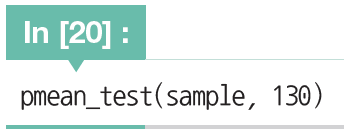 In [20] :
pmean_test(sample, 130)